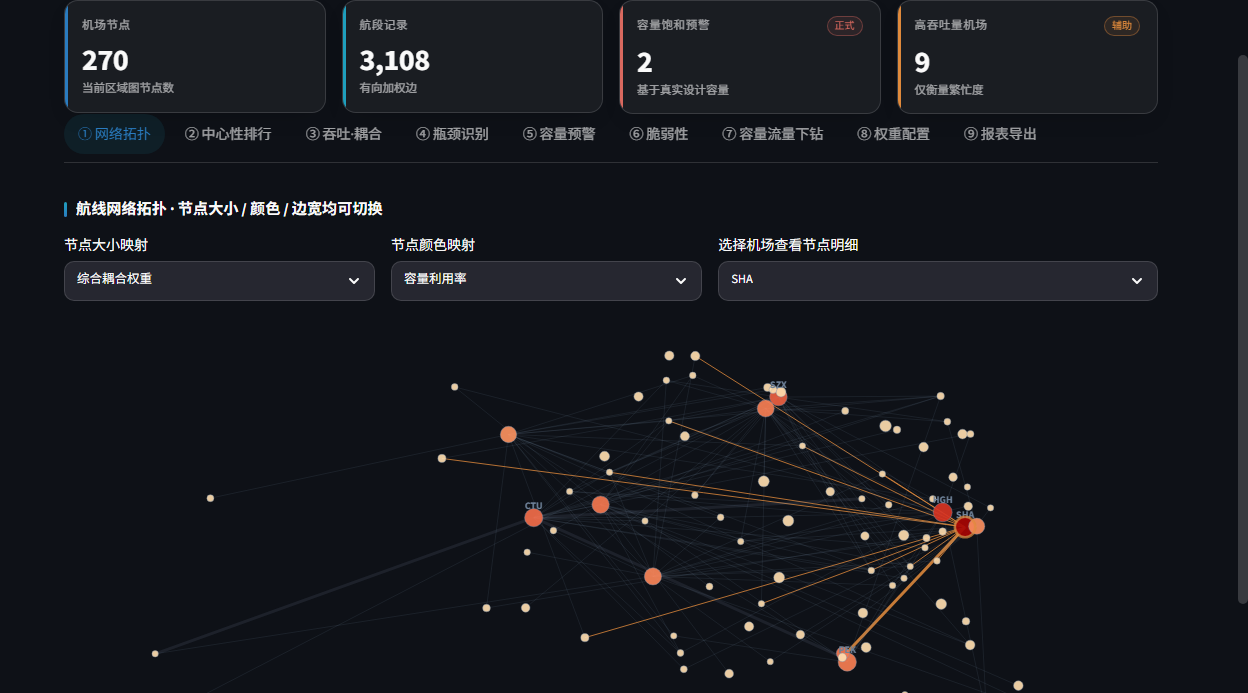 机场节点
270
当前区域图节点数
航段记录
3,108
有向加权边
容量饱和预警 正式
2
基于真实设计容量
高吞吐量机场 辅助
9
仅衡量繁忙度
① 网络拓扑 ② 中心性排行 ③ 吞吐·耦合 ④ 瓶颈识别 ⑤ 容量预警 ⑥ 脆弱性 ⑦ 容量流量下钻 ⑧ 权重配置 ⑨ 报表导出
航线网络拓扑 · 节点大小 / 颜色 / 边宽均可切换
节点大小映射 节点颜色映射 选择机场查看节点明细
综合耦合权重 容量利用率 SHA
SZX
HGH
CTU
SHA